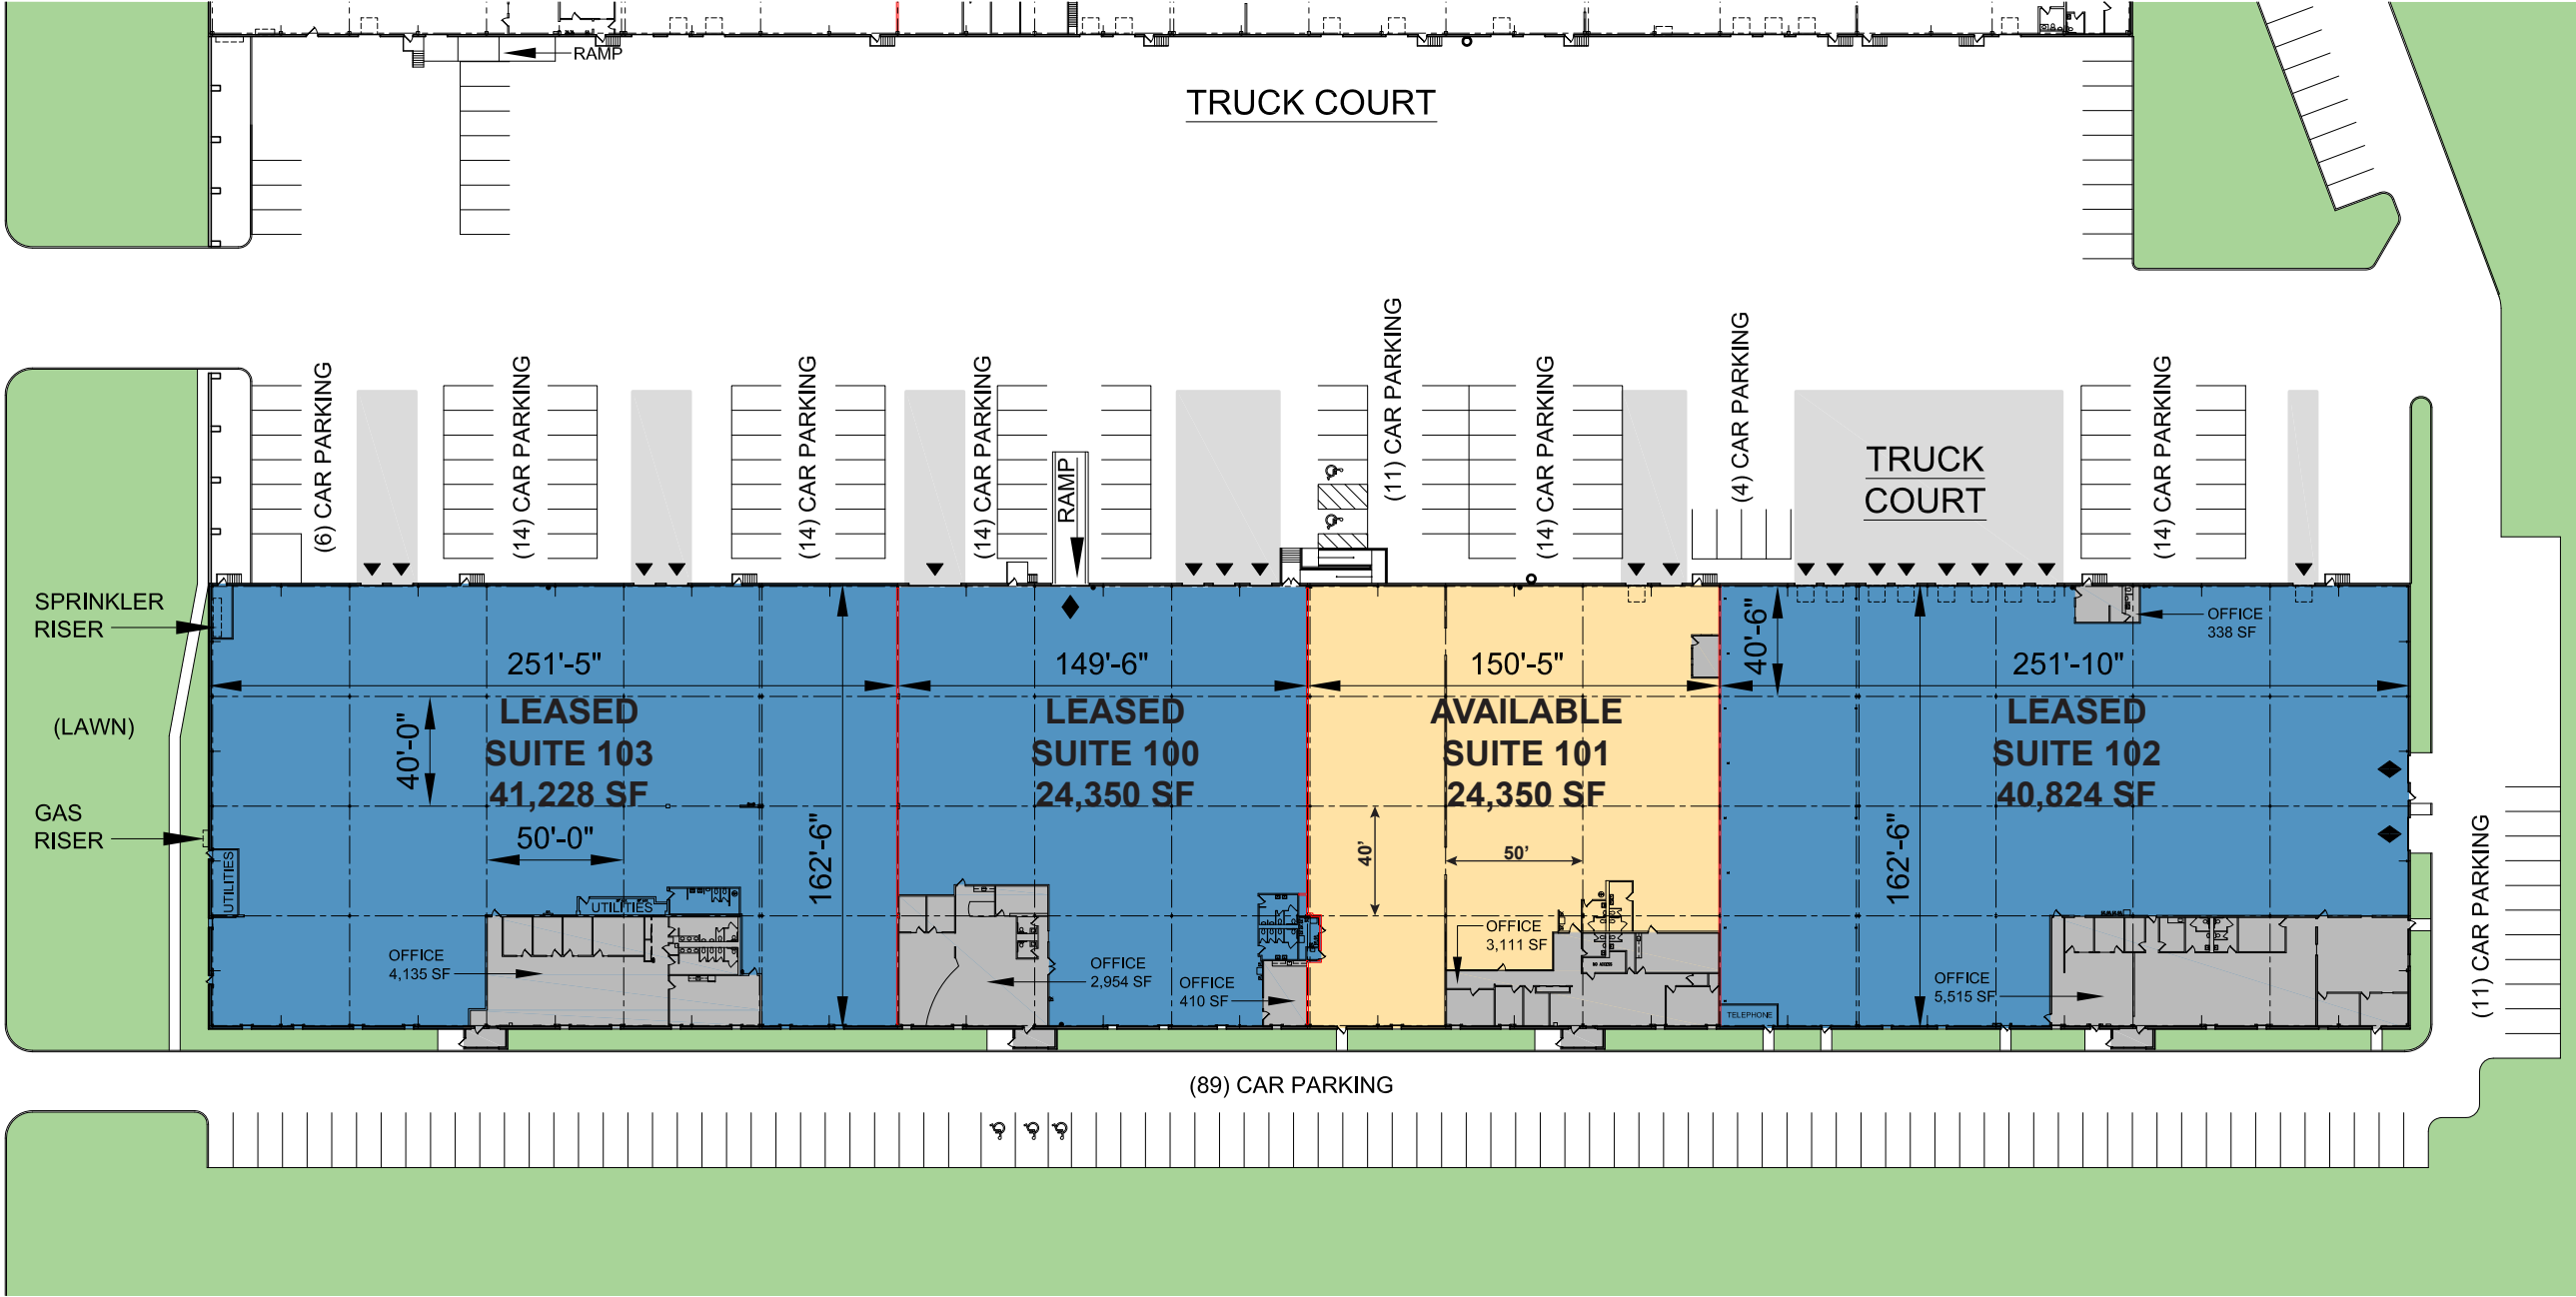 RAMP
TRUCK COURT
(6) CAR PARKING
(14) CAR PARKING
(14) CAR PARKING
(14) CAR PARKING
RAMP
(11) CAR PARKING
(14) CAR PARKING
(4) CAR PARKING
TRUCK
COURT
(14) CAR PARKING
SPRINKLER
RISER
(LAWN)
GAS
RISER
UTILITIES
251'-5"
LEASED
SUITE 103
41,228 SF
40'-0"
50'-0"
162'-6"
UTILITIES
OFFICE
4,135 SF
149'-6"
LEASED
SUITE 100
24,350 SF
OFFICE
2,954 SF
OFFICE
410 SF
150'-5"
AVAILABLE
SUITE 101
24,350 SF
40'
50'
OFFICE
3,111 SF
40'-6"
251'-10"
LEASED
SUITE 102
40,824 SF
162'-6"
OFFICE
338 SF
OFFICE
5,515 SF
TELEPHONE
(11) CAR PARKING
(89) CAR PARKING